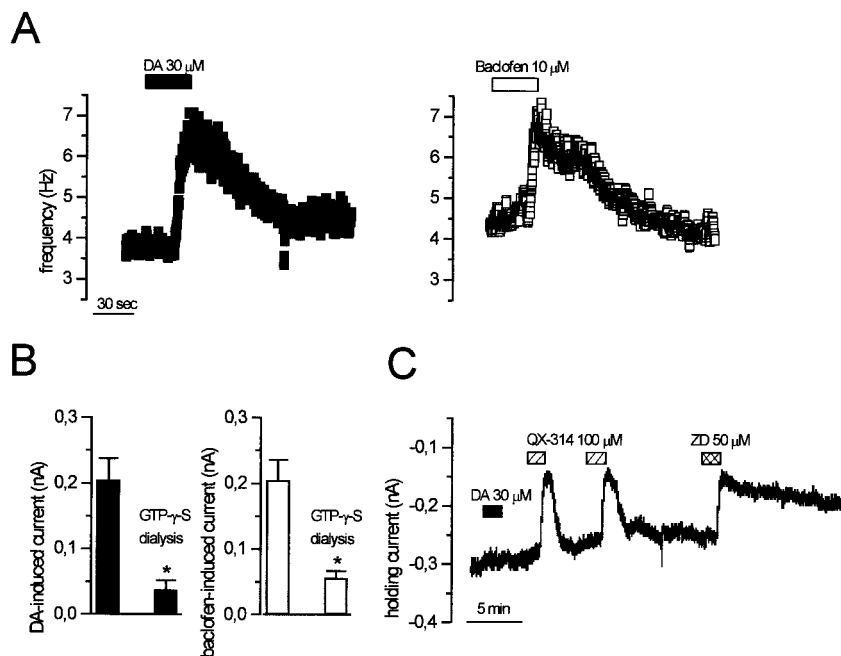 A
DA 30 μM
7
6
5
4
3
frequency (Hz)
30 sec
Baclofen 10 μM
7
6
5
4
3
B
0,3
0,2
0,1
0,0
DA-induced current (nA)
GTP-γ-S
dialysis
*
0,3
0,2
0,1
0,0
baclofen-induced current (nA)
GTP-γ-S
dialysis
*
C
-0,1
-0,2
-0,3
-0,4
holding current (nA)
DA 30 μM
QX-314 100 μM
ZD 50 μM
5 min